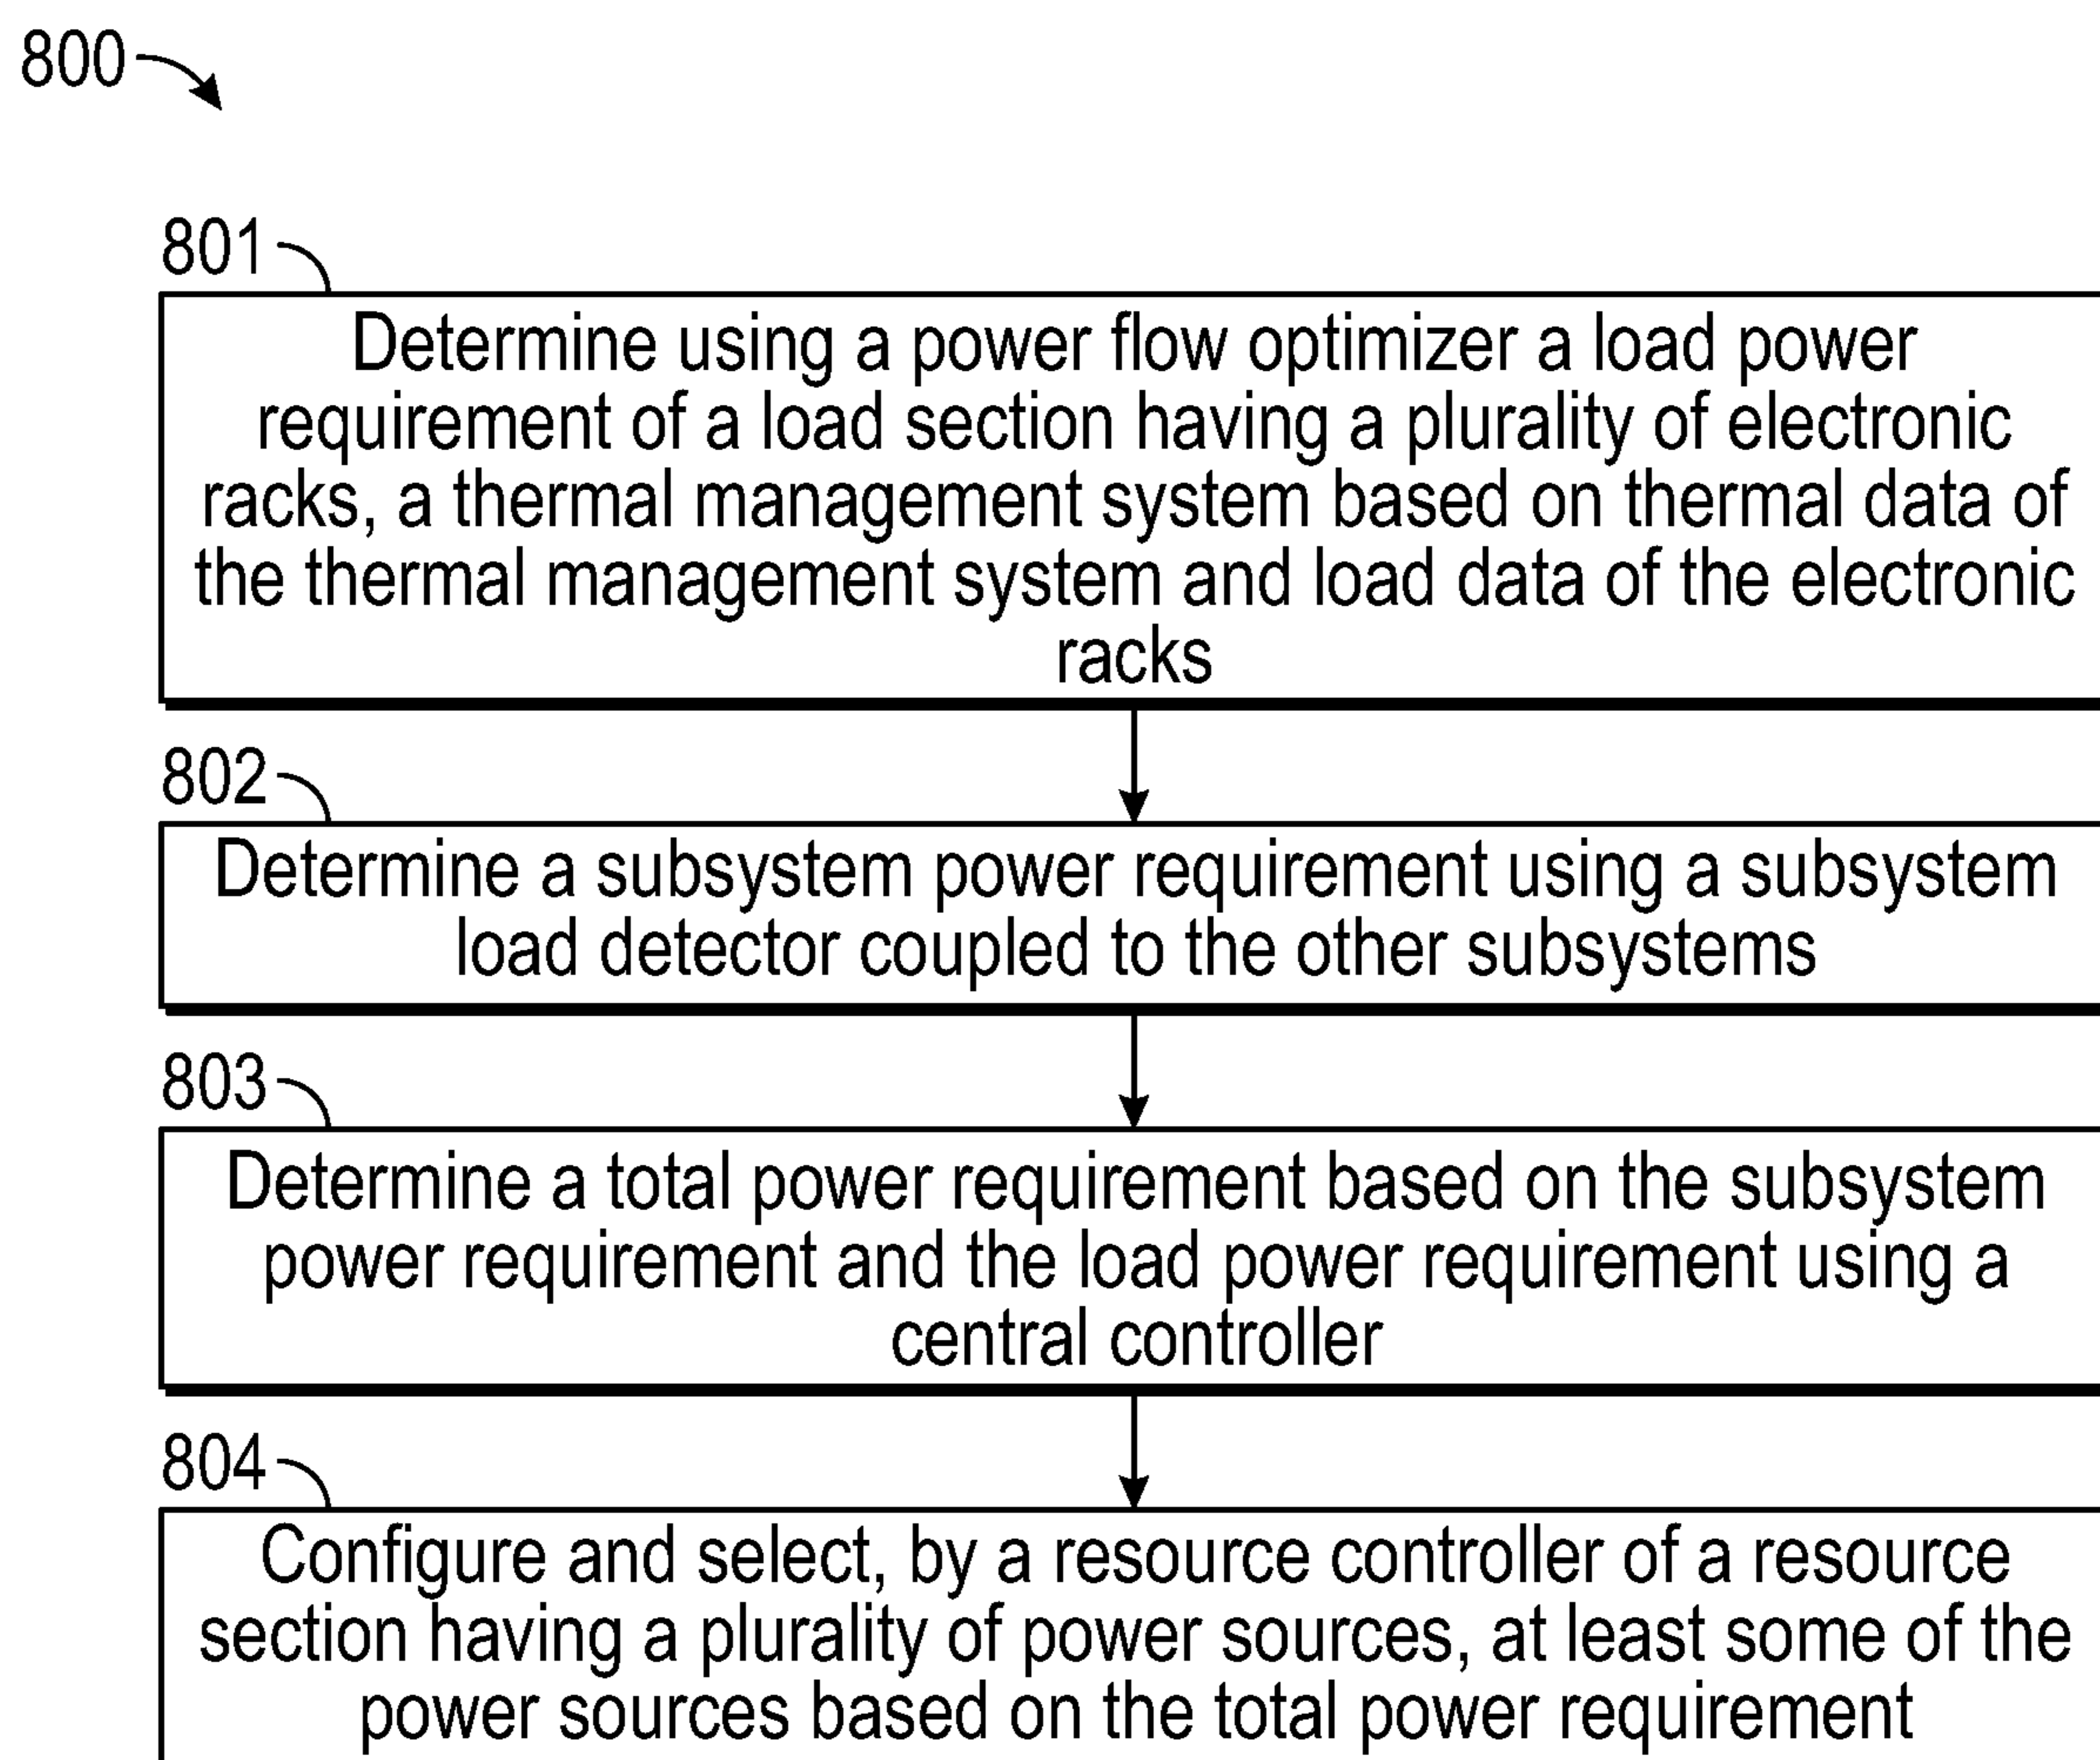 800
801
Determine using a power flow optimizer a load power
requirement of a load section having a plurality of electronic
racks, a thermal management system based on thermal data of
the thermal management system and load data of the electronic
racks
802
Determine a subsystem power requirement using a subsystem
load detector coupled to the other subsystems
803
Determine a total power requirement based on the subsystem
power requirement and the load power requirement using a
central controller
804
Configure and select, by a resource controller of a resource
section having a plurality of power sources, at least some of the
power sources based on the total power requirement